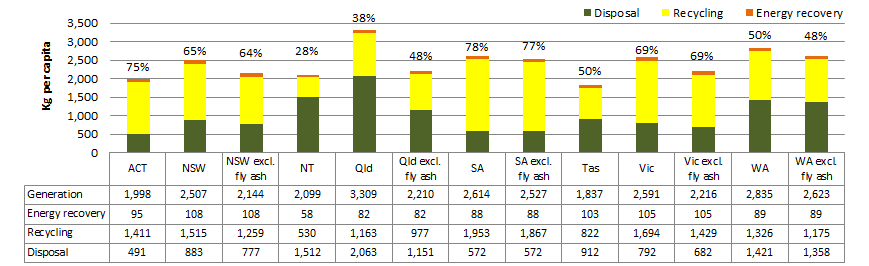 Disposal Recycling Energy recovery
Kg per capita
3,500
3,000
2,500
2,000
1,500
1,000
500
0
75% 65% 64% 28% 38% 48% 78% 77% 50% 69% 69% 50% 48%
ACT NSW NSW excl. fly ash NT Qld Qld excl. fly ash SA SA excl. fly ash Tas Vic Vic excl. fly ash WA WA excl. fly ash
Generation 1,998 2,507 2,144 2,099 3,309 2,210 2,614 2,527 1,837 2,591 2,216 2,835 2,623
Energy recovery 95 108 108 58 82 82 88 88 103 105 105 89 89
Recycling 1,411 1,515 1,259 530 1,163 977 1,953 1,867 822 1,694 1,429 1,326 1,175
Disposal 491 883 777 1,512 2,063 1,151 572 572 912 792 682 1,421 1,358